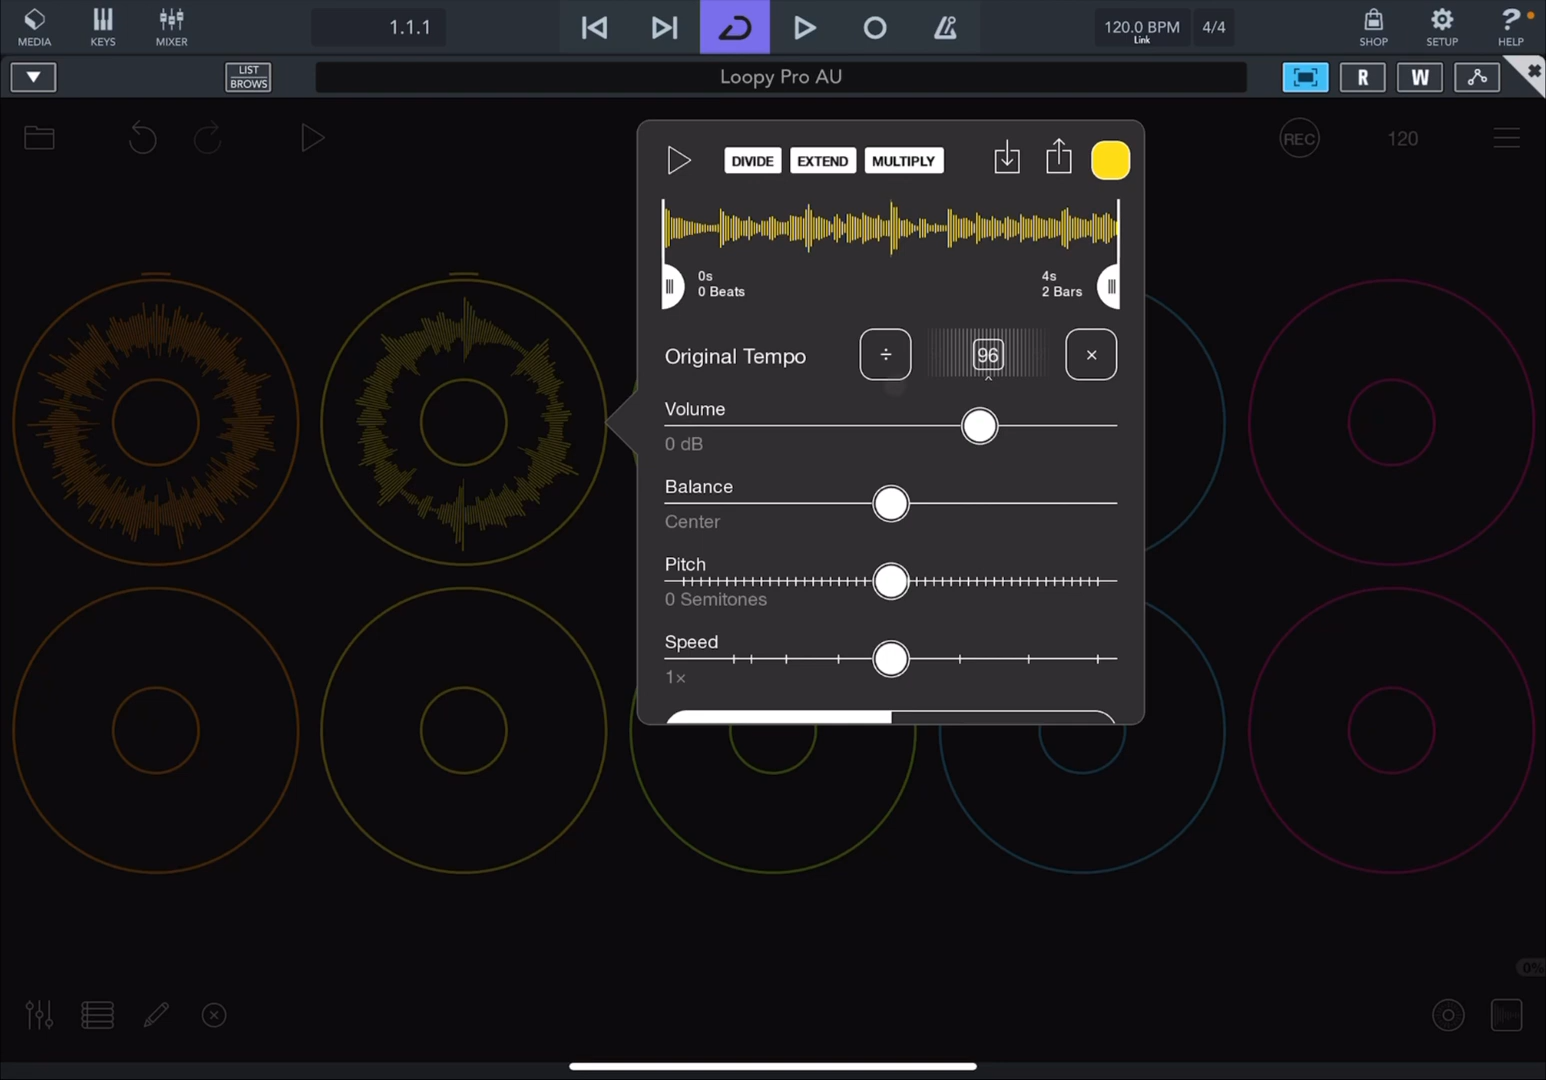 MEDIA
KEYS
MIXER
1.1.1
120.0 BPM
Link
4/4
SHOP
SETUP
?
HELP
LIST
BROWS
Loopy Pro AU
R
W
REC
120
DIVIDE
EXTEND
MULTIPLY
0s
0 Beats
4s
2 Bars
Original Tempo
÷
96
×
Volume
0 dB
Balance
Center
Pitch
0 Semitones
Speed
1×
0%